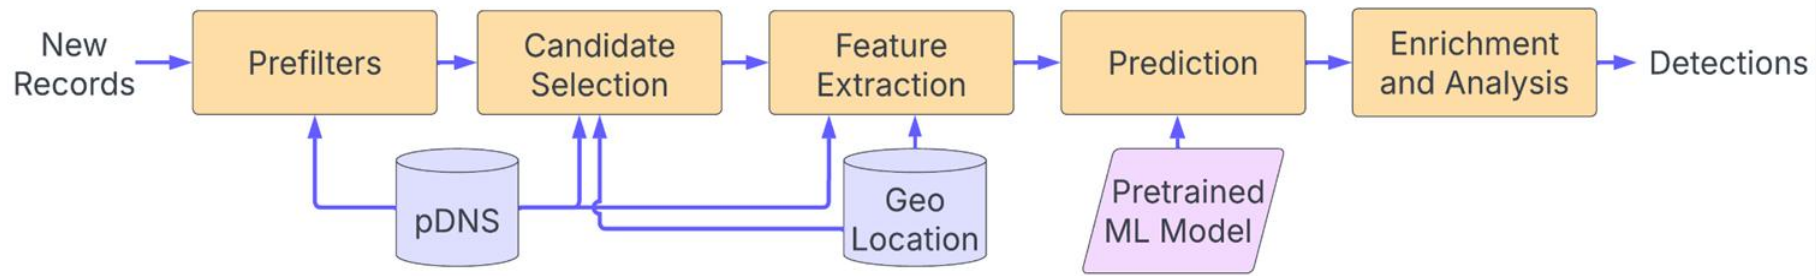 New
Records
Prefilters
Candidate
Selection
Feature
Extraction
Prediction
Enrichment
and Analysis
Detections
pDNS
Geo
Location
Pretrained
ML Model